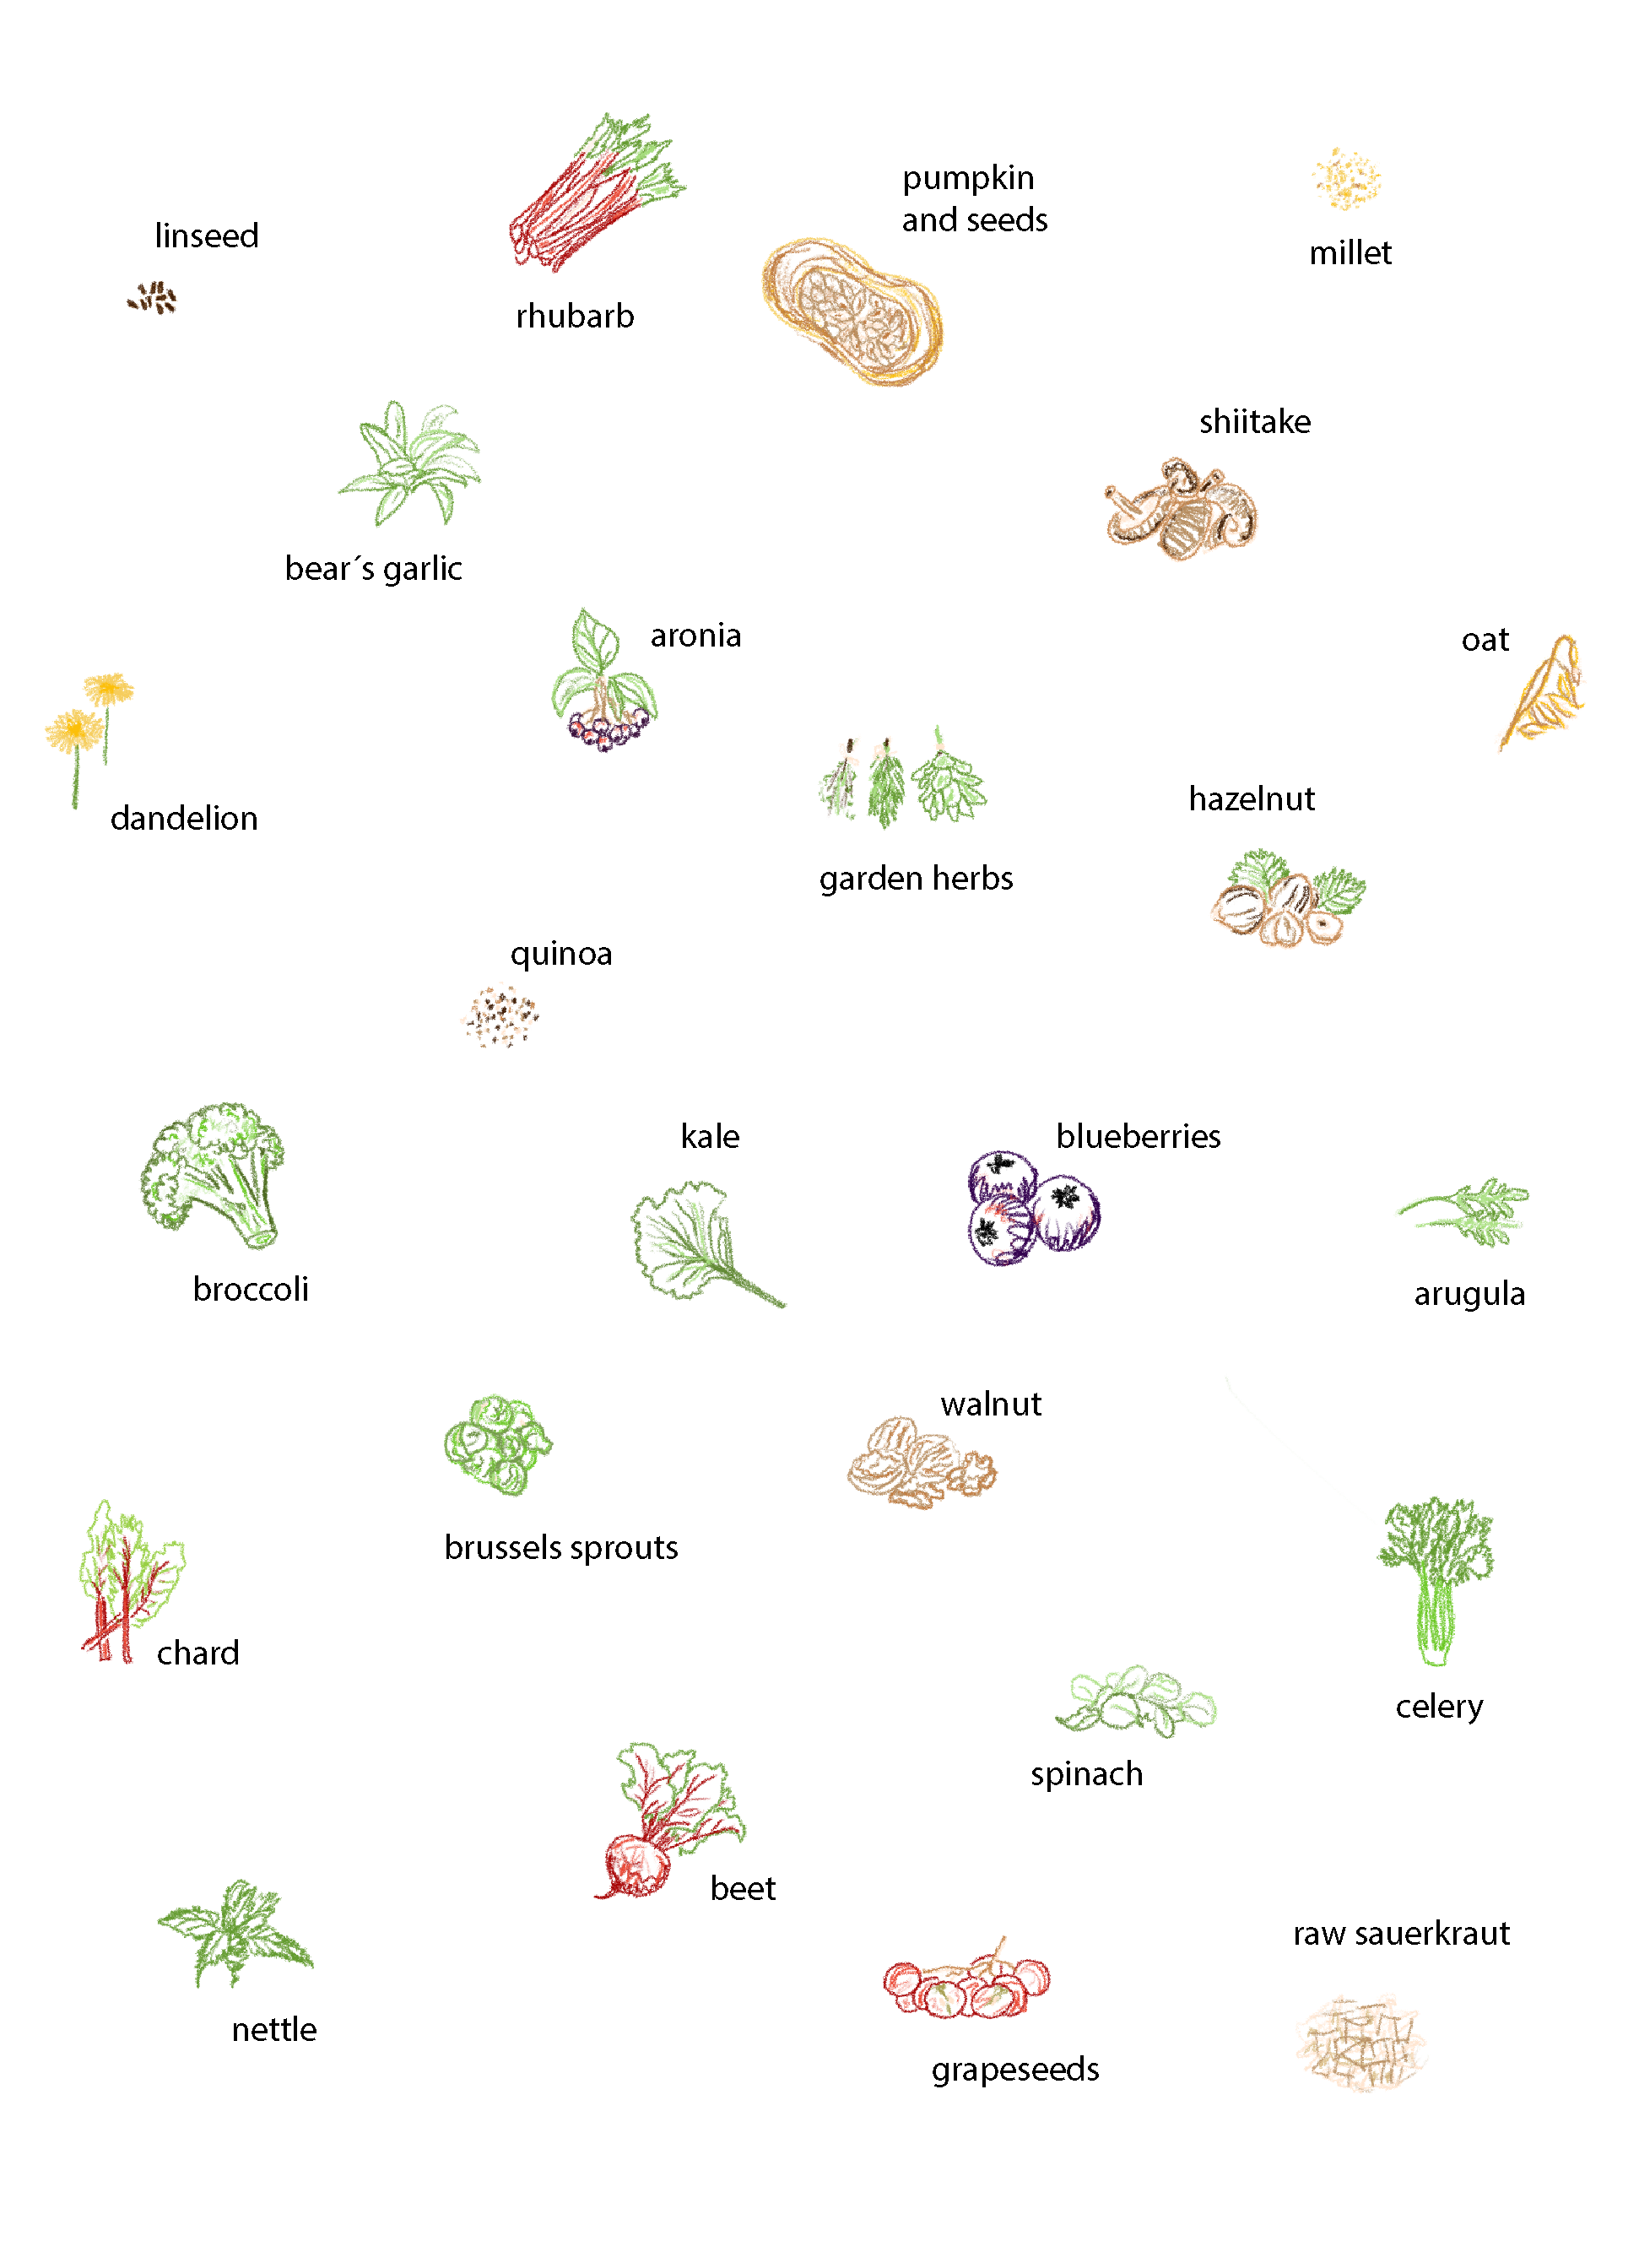 pumpkin
and seeds
linseed
millet
rhubarb
shiitake
bear´s garlic
aronia
oat
dandelion
hazelnut
garden herbs
quinoa
kale
blueberries
broccoli
arugula
walnut
brussels sprouts
chard
celery
spinach
beet
raw sauerkraut
nettle
grapeseeds